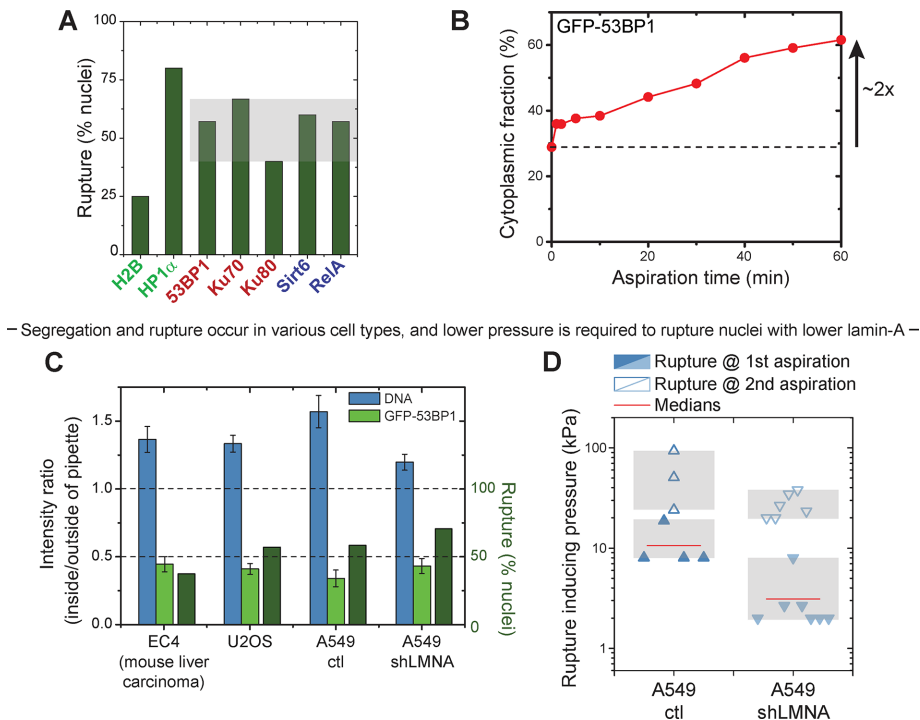 A
Rupture (% nuclei)
100
75
50
25
0
H2B
HP1α
53BP1
Ku70
Ku80
Sirt6
RelA
B
GFP-53BP1
Cytoplasmic fraction (%)
80
60
40
20
0
0
20
40
60
Aspiration time (min)
~2x
– Segregation and rupture occur in various cell types, and lower pressure is required to rupture nuclei with lower lamin-A –
C
DNA
GFP-53BP1
Intensity ratio
(inside/outside of pipette)
1.5
1.0
0.5
0.0
Rupture (% nuclei)
100
50
0
EC4
(mouse liver
carcinoma)
U2OS
A549
ctl
A549
shLMNA
D
Rupture @ 1st aspiration
Rupture @ 2nd aspiration
Medians
Rupture inducing pressure (kPa)
100
10
1
A549
ctl
A549
shLMNA